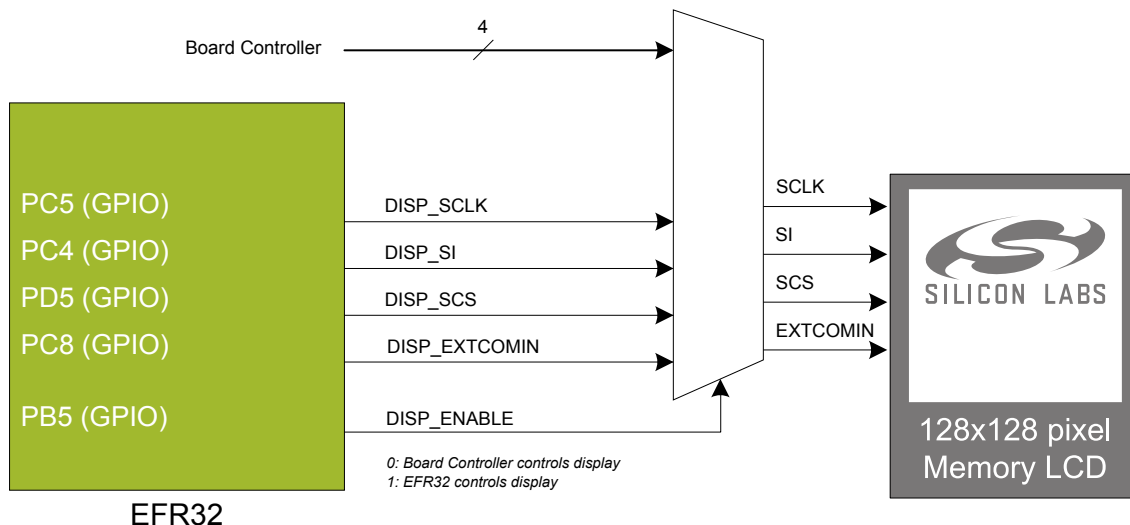 4
Board Controller
PC5 (GPIO)
PC4 (GPIO)
PD5 (GPIO)
PC8 (GPIO)
PB5 (GPIO)
EFR32
DISP_SCLK
DISP_SI
DISP_SCS
DISP_EXTCOMIN
DISP_ENABLE
0: Board Controller controls display
1: EFR32 controls display
SCLK
SI
SCS
EXTCOMIN
SILICON LABS
128x128 pixel
Memory LCD